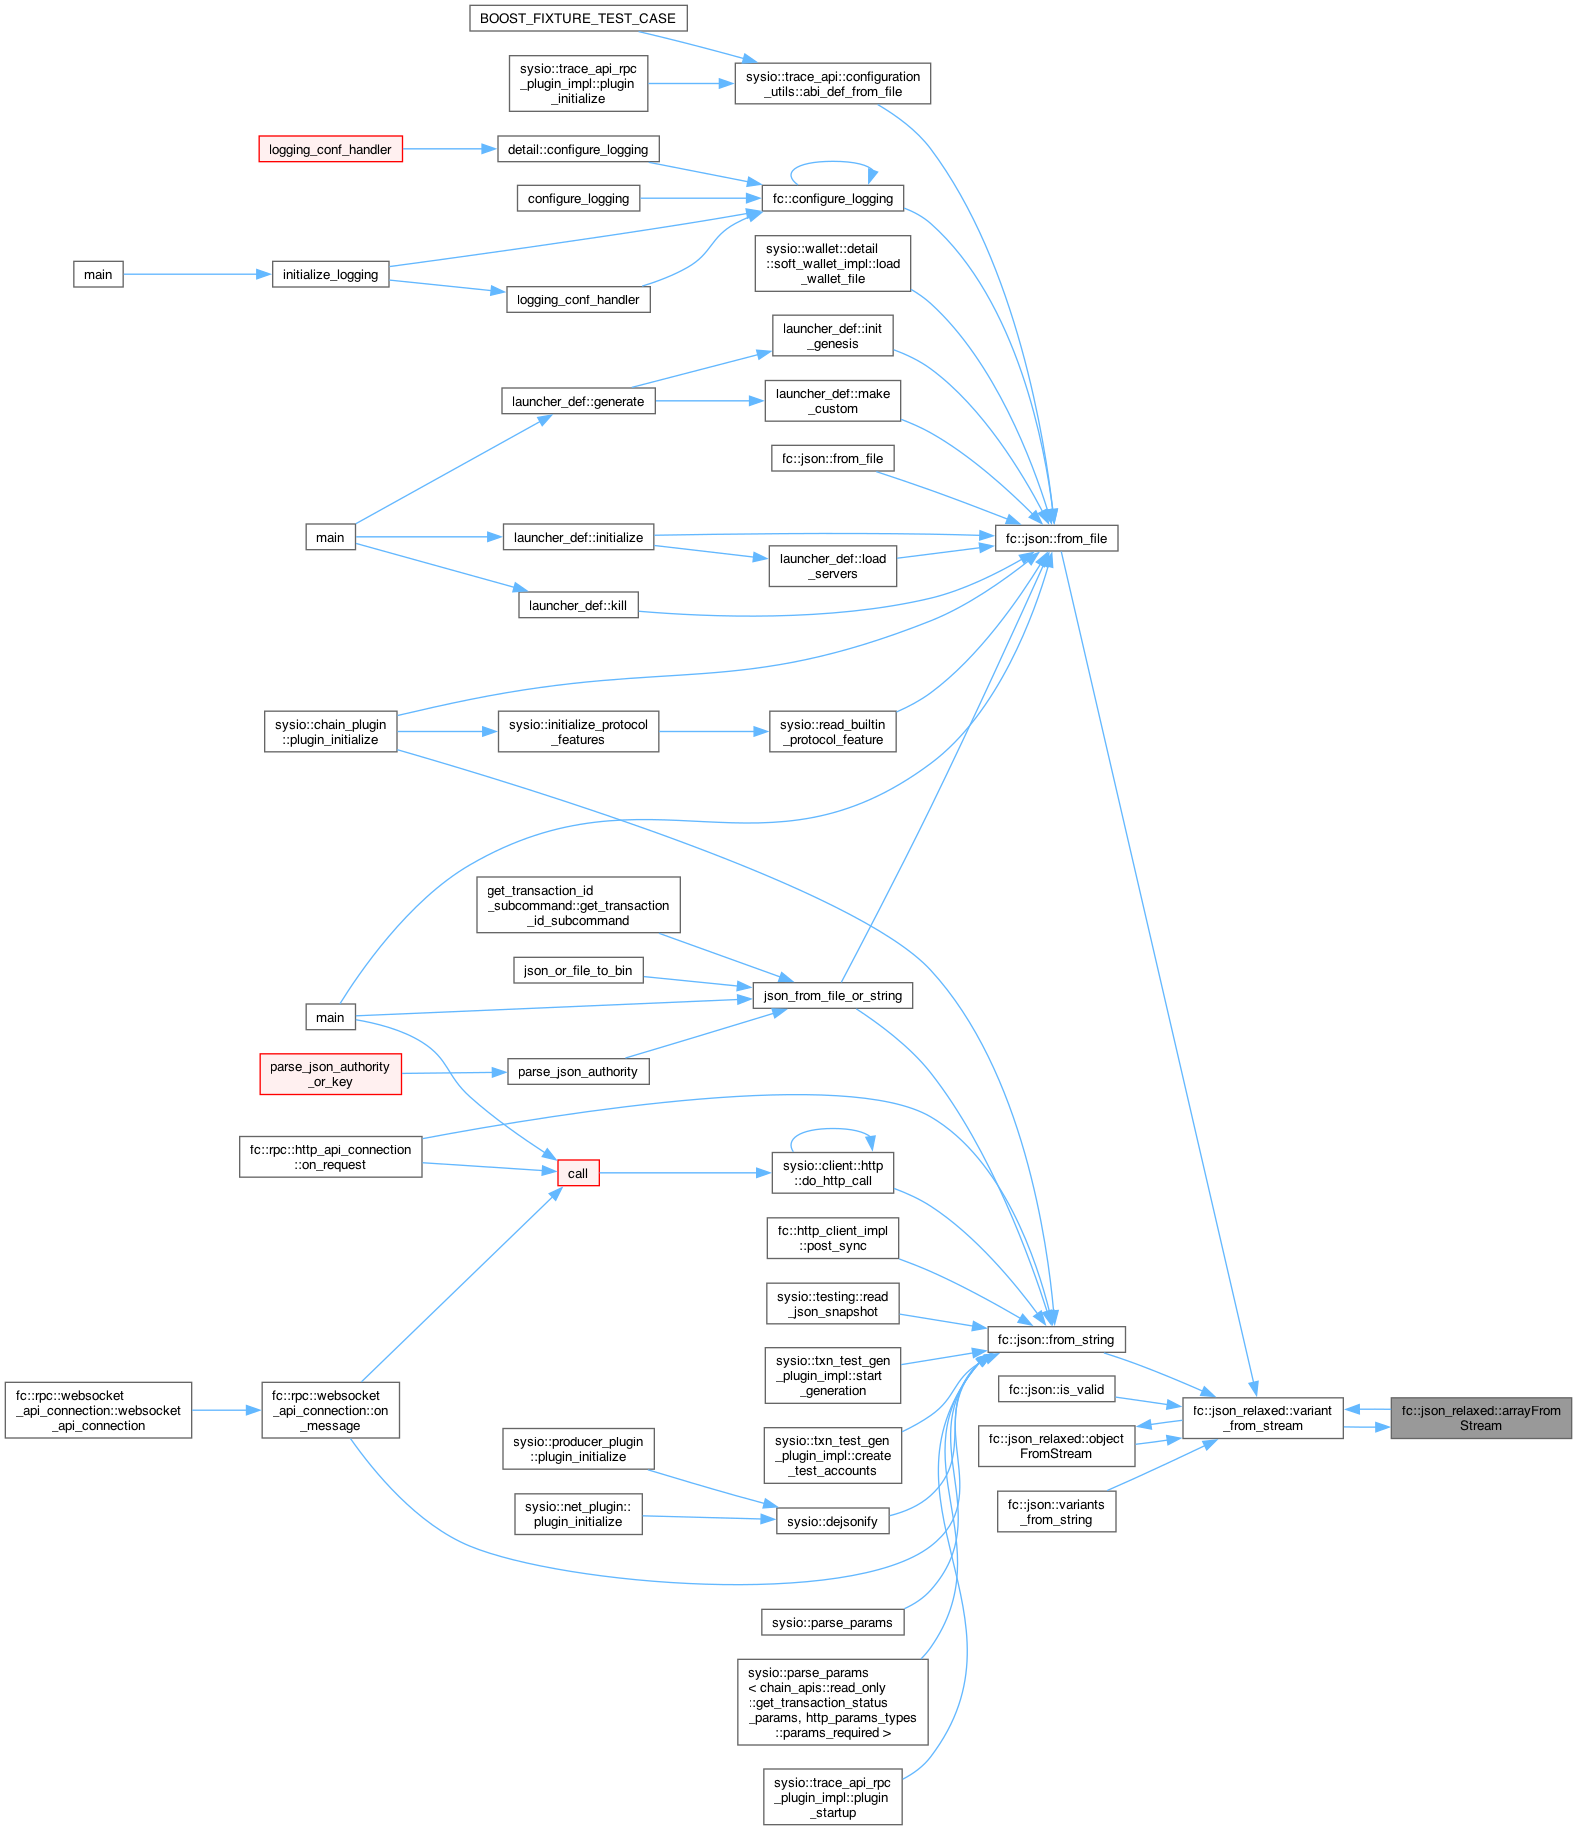 BOOST_FIXTURE_TEST_CASE
sysio::trace_api_rpc
_plugin_impl::plugin
_initialize
sysio::trace_api::configuration
_utils::abi_def_from_file
logging_conf_handler
detail::configure_logging
configure_logging
fc::configure_logging
sysio::wallet::detail
::soft_wallet_impl::load
_wallet_file
main
initialize_logging
logging_conf_handler
launcher_def::init
_genesis
launcher_def::generate
launcher_def::make
_custom
fc::json::from_file
main
launcher_def::initialize
fc::json::from_file
launcher_def::load
_servers
launcher_def::kill
sysio::chain_plugin
::plugin_initialize
sysio::initialize_protocol
_features
sysio::read_builtin
_protocol_feature
get_transaction_id
_subcommand::get_transaction
_id_subcommand
json_or_file_to_bin
json_from_file_or_string
main
parse_json_authority
_or_key
parse_json_authority
fc::rpc::http_api_connection
::on_request
call
sysio::client::http
::do_http_call
fc::http_client_impl
::post_sync
sysio::testing::read
_json_snapshot
fc::json::from_string
sysio::txn_test_gen
_plugin_impl::start
_generation
fc::json::is_valid
fc::rpc::websocket
_api_connection::websocket
_api_connection
fc::rpc::websocket
_api_connection::on
_message
fc::json_relaxed::variant
_from_stream
fc::json_relaxed::arrayFrom
Stream
sysio::producer_plugin
::plugin_initialize
sysio::txn_test_gen
_plugin_impl::create
_test_accounts
fc::json_relaxed::object
FromStream
sysio::net_plugin::
plugin_initialize
sysio::dejsonify
fc::json::variants
_from_string
sysio::parse_params
sysio::parse_params
< chain_apis::read_only
::get_transaction_status
_params, http_params_types
::params_required >
sysio::trace_api_rpc
_plugin_impl::plugin
_startup